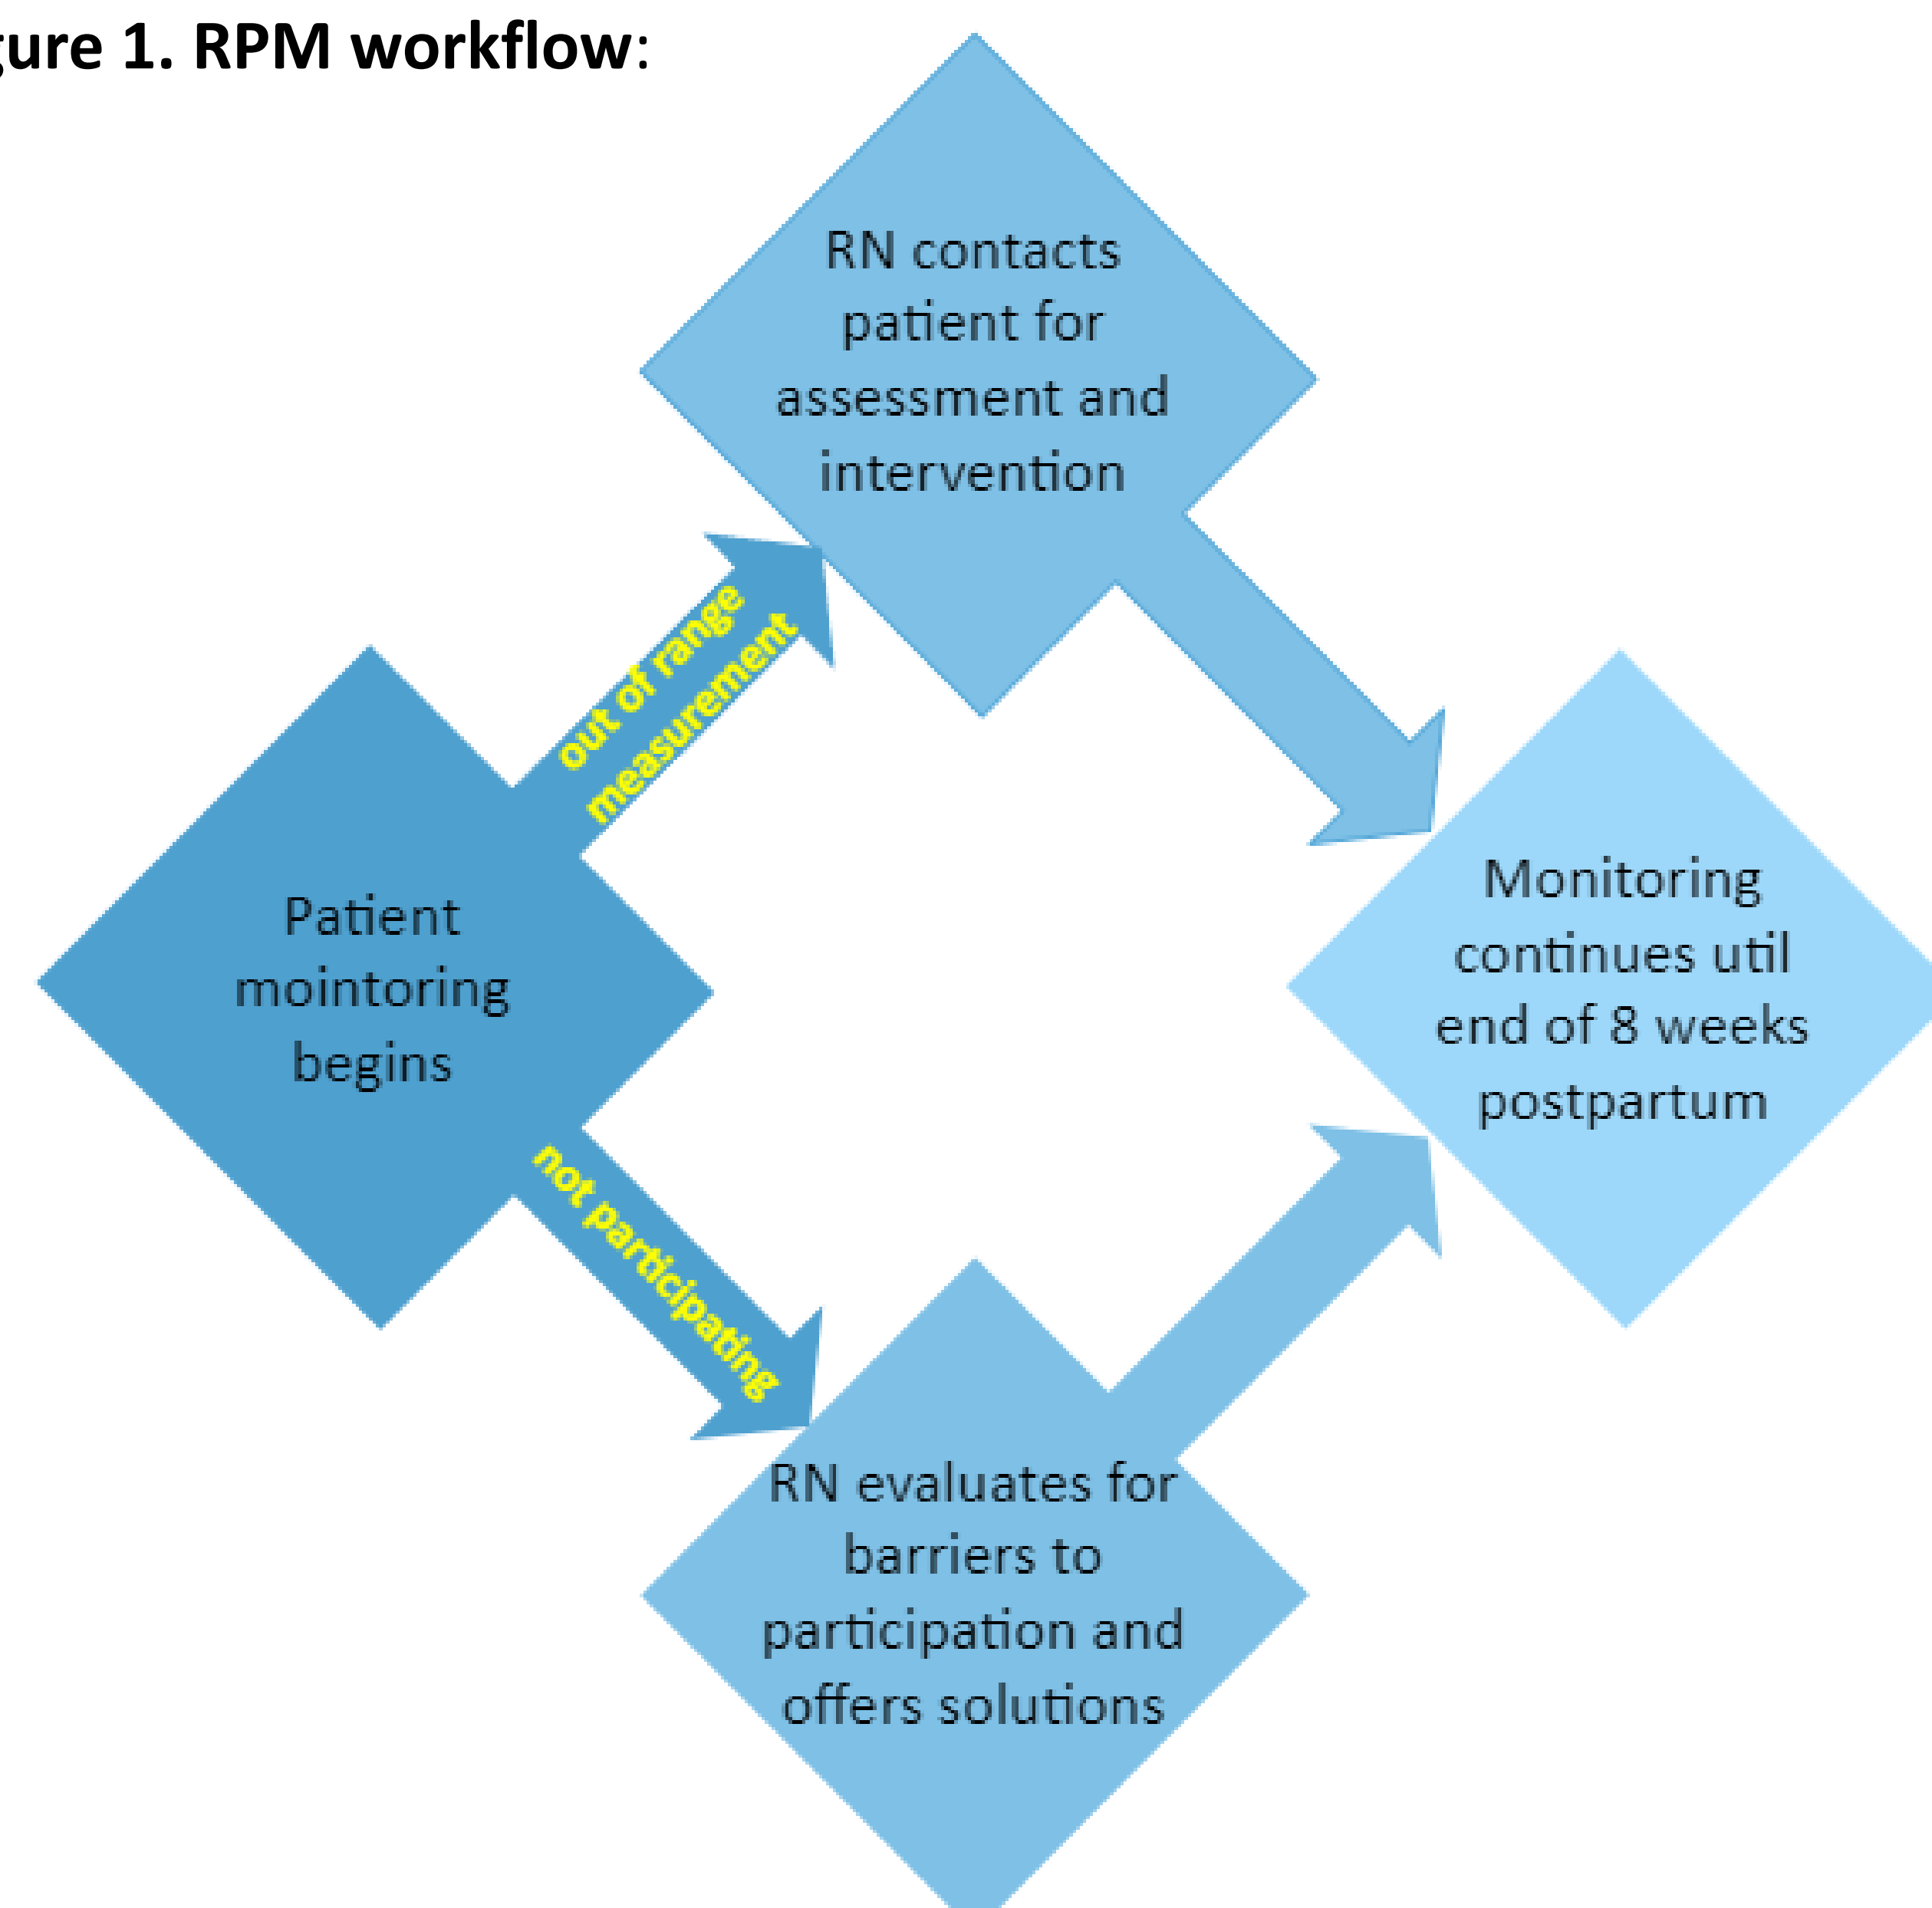 gure 1. RPM workflow:
RN contacts
patient for
assessment and
intervention
out of range
measurement
Patient
mointoring
begins
Monitoring
continues util
end of 8 weeks
postpartum
not participating
RN evaluates for
barriers to
participation and
offers solutions